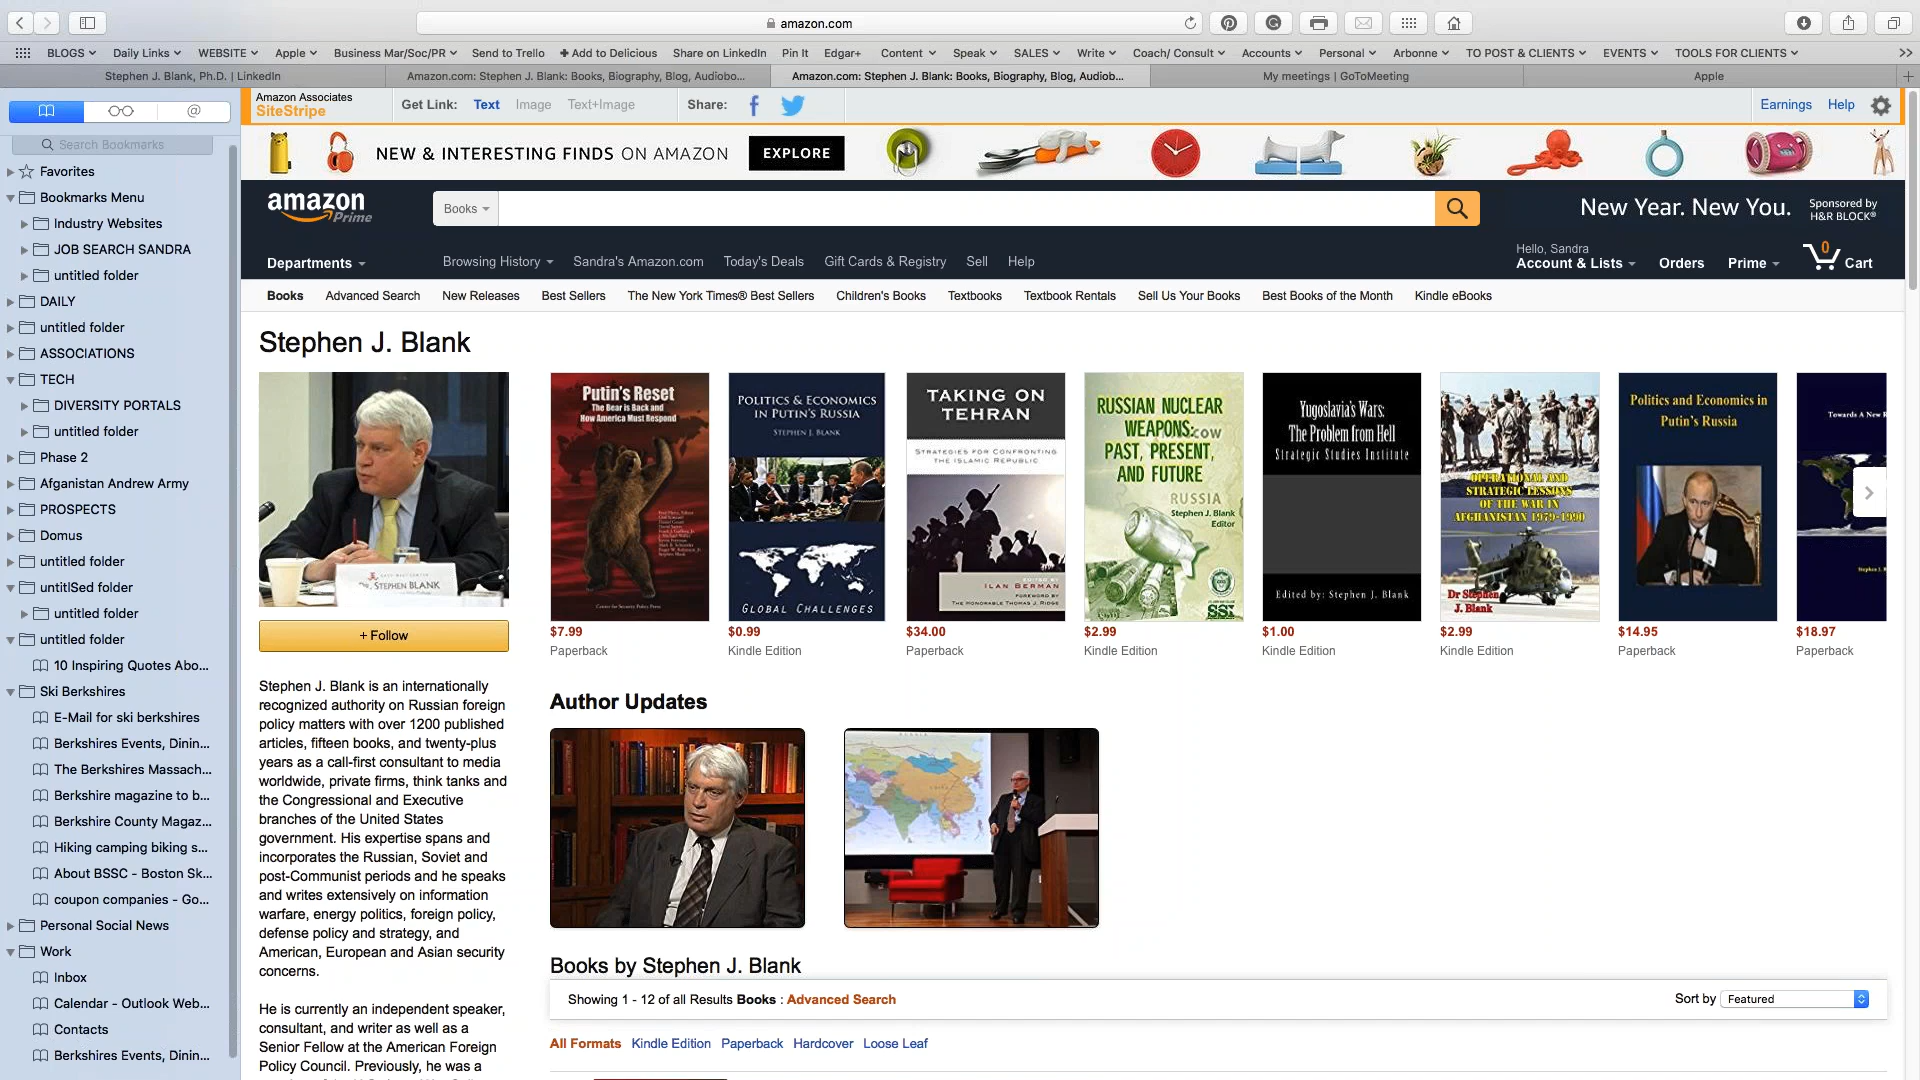 amazon.com
BLOGS
Daily Links
WEBSITE
Apple
Business Mar/Soc/PR
Send to Trello
+ Add to Delicious
Share on LinkedIn
Pin It
Edgar+
Content
Speak
SALES
Write
Coach/ Consult
Accounts
Personal
Arbonne
TO POST & CLIENTS
EVENTS
TOOLS FOR CLIENTS
Stephen J. Blank, Ph.D. | LinkedIn
Amazon.com: Stephen J. Blank: Books, Biography, Blog, Audiobo...
Amazon.com: Stephen J. Blank: Books, Biography, Blog, Audiob...
My meetings | GoToMeeting
Apple
@
Search Bookmarks
Favorites
Bookmarks Menu
Industry Websites
JOB SEARCH SANDRA
untitled folder
DAILY
untitled folder
ASSOCIATIONS
TECH
DIVERSITY PORTALS
untitled folder
Phase 2
Afganistan Andrew Army
PROSPECTS
Domus
untitled folder
untitlSed folder
untitled folder
untitled folder
10 Inspiring Quotes Abo...
Ski Berkshires
E-Mail for ski berkshires
Berkshires Events, Dinin...
The Berkshires Massach...
Berkshire magazine to b...
Berkshire County Magaz...
Hiking camping biking s...
About BSSC - Boston Sk...
coupon companies - Go...
Personal Social News
Work
Inbox
Calendar - Outlook Web...
Contacts
Berkshires Events, Dinin...
Amazon Associates
SiteStripe
Get Link: Text Image Text+Image
Share:
Earnings Help
NEW & INTERESTING FINDS ON AMAZON EXPLORE
amazon
Prime
Books
New Year. New You.
Sponsored by
H&R BLOCK®
Departments
Browsing History
Sandra's Amazon.com
Today's Deals
Gift Cards & Registry
Sell
Help
Hello, Sandra
Account & Lists
Orders
Prime
0
Cart
Books
Advanced Search
New Releases
Best Sellers
The New York Times® Best Sellers
Children's Books
Textbooks
Textbook Rentals
Sell Us Your Books
Best Books of the Month
Kindle eBooks
Stephen J. Blank
STEPHEN BLANK
+ Follow
Stephen J. Blank is an internationally
recognized authority on Russian foreign
policy matters with over 1200 published
articles, fifteen books, and twenty-plus
years as a call-first consultant to media
worldwide, private firms, think tanks and
the Congressional and Executive
branches of the United States
government. His expertise spans and
incorporates the Russian, Soviet and
post-Communist periods and he speaks
and writes extensively on information
warfare, energy politics, foreign policy,
defense policy and strategy, and
American, European and Asian security
concerns.
He is currently an independent speaker,
consultant, and writer as well as a
Senior Fellow at the American Foreign
Policy Council. Previously, he was a
Putin's Reset
The Bear is Back and
How America Must Respond
Center for Security Policy Press
$7.99
Paperback
POLITICS & ECONOMICS
IN PUTIN'S RUSSIA
STEPHEN J. BLANK
GLOBAL CHALLENGES
$0.99
Kindle Edition
TAKING ON
TEHRAN
STRATEGIES FOR CONFRONTING
THE ISLAMIC REPUBLIC
EDITED BY
ILAN BERMAN
FOREWORD BY
THE HONORABLE THOMAS J. RIDGE
$34.00
Paperback
RUSSIAN NUCLEAR
WEAPONS:
PAST, PRESENT,
AND FUTURE
RUSSIA
Stephen J. Blank
Editor
SSI
$2.99
Kindle Edition
Yugoslavia's Wars:
The Problem from Hell
Strategic Studies Institute
Edited by: Stephen J. Blank
$1.00
Kindle Edition
OPERATIONAL AND
STRATEGIC LESSONS
OF THE WAR IN
AFGHANISTAN 1979-1990
Dr Stephen
J. Blank
$2.99
Kindle Edition
Politics and Economics in
Putin's Russia
$14.95
Paperback
Towards A New R
$18.97
Paperback
Author Updates
Books by Stephen J. Blank
Showing 1 - 12 of all Results Books : Advanced Search
Sort by Featured
All Formats Kindle Edition Paperback Hardcover Loose Leaf